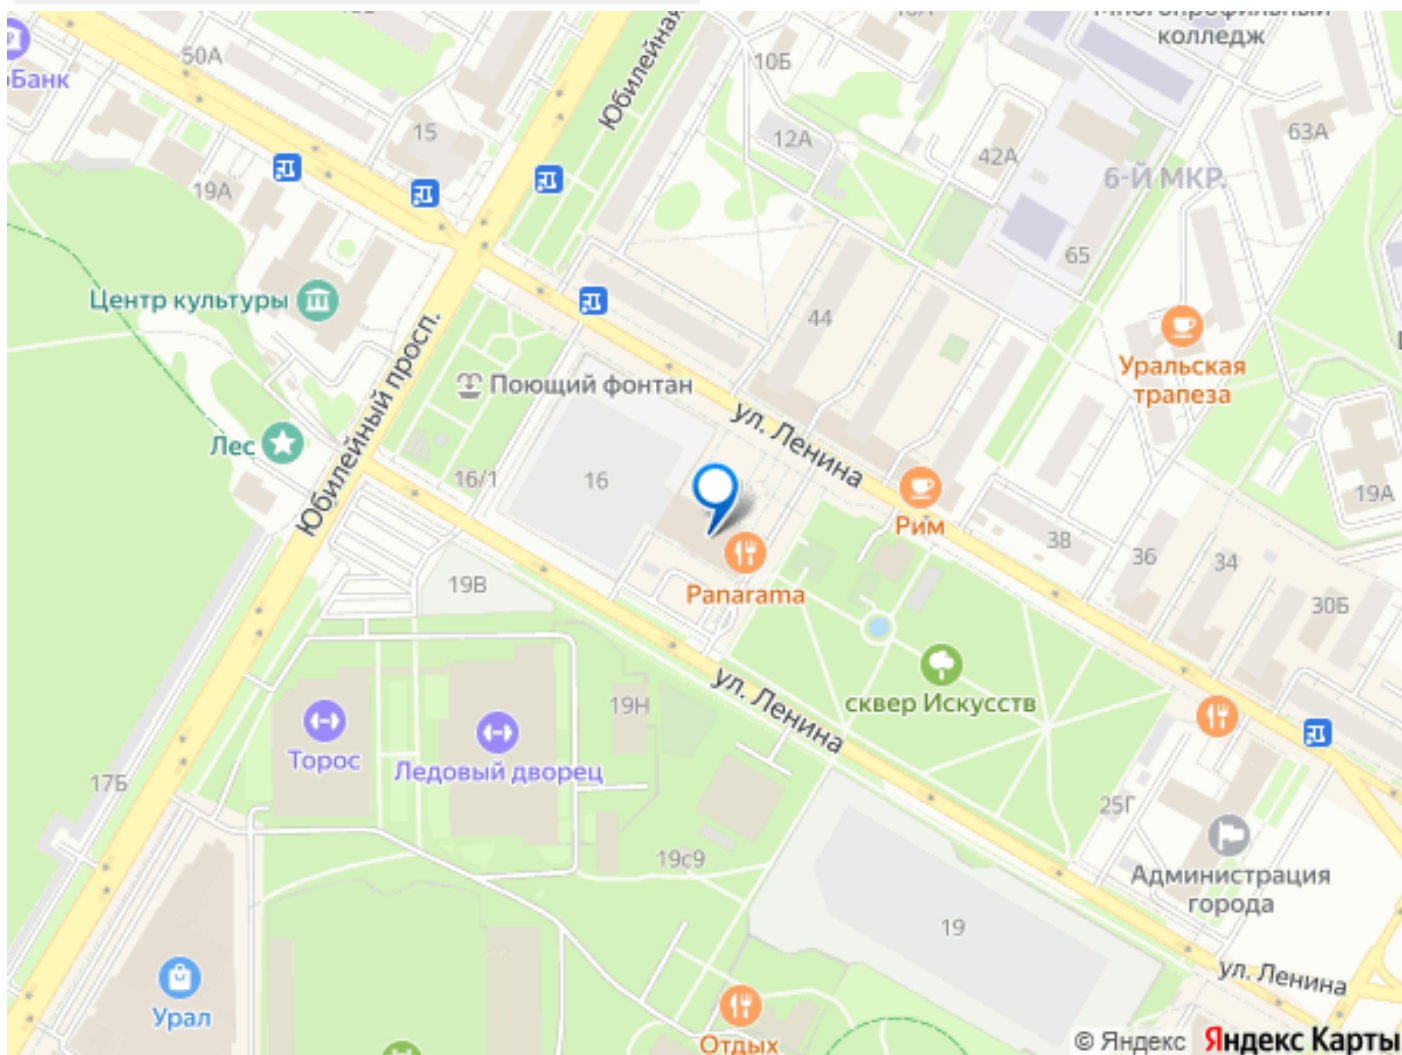 Многопрофильный
колледж
50А
Банк
10Б
Юбилейная
15
12А
42А
63А
6-Й МКР.
19А
65
Центр культуры
44
Уральская
трапеза
Юбилейный просп.
Поющий фонтан
ул. Ленина
Лес
16/1
16
19А
Рим
38
36
34
30Б
19В
Panarama
сквер Искусств
19Н
ул. Ленина
Торос
Ледовый дворец
17Б
25Г
19с9
Администрация
города
19
ул. Ленина
Урал
Отдых
© Яндекс Яндекс Карты